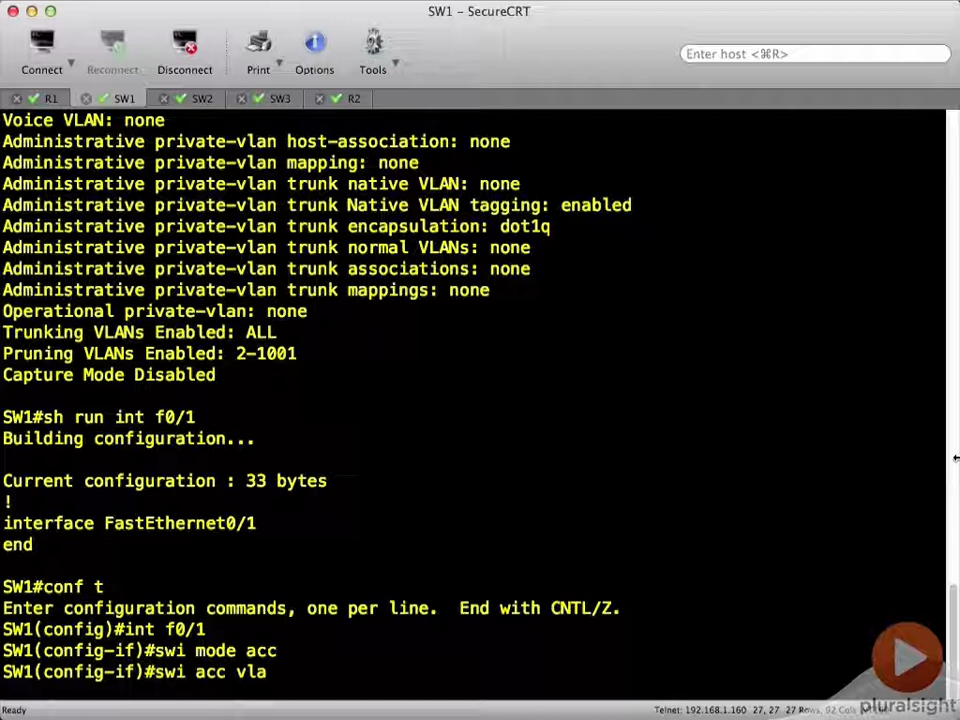 SW1 - SecureCRT
Connect
Reconnect
Disconnect
Print
Options
Tools
Enter host <⌘R>
R1
SW1
SW2
SW3
R2
Voice VLAN: none
Administrative private-vlan host-association: none
Administrative private-vlan mapping: none
Administrative private-vlan trunk native VLAN: none
Administrative private-vlan trunk Native VLAN tagging: enabled
Administrative private-vlan trunk encapsulation: dot1q
Administrative private-vlan trunk normal VLANs: none
Administrative private-vlan trunk associations: none
Administrative private-vlan trunk mappings: none
Operational private-vlan: none
Trunking VLANs Enabled: ALL
Pruning VLANs Enabled: 2-1001
Capture Mode Disabled
SW1#sh run int f0/1
Building configuration...
Current configuration : 33 bytes
!
interface FastEthernet0/1
end
SW1#conf t
Enter configuration commands, one per line.  End with CNTL/Z.
SW1(config)#int f0/1
SW1(config-if)#swi mode acc
SW1(config-if)#swi acc vla
pluralsight
Ready
Telnet: 192.168.1.160 27, 27 27 Rows, 92 Cols